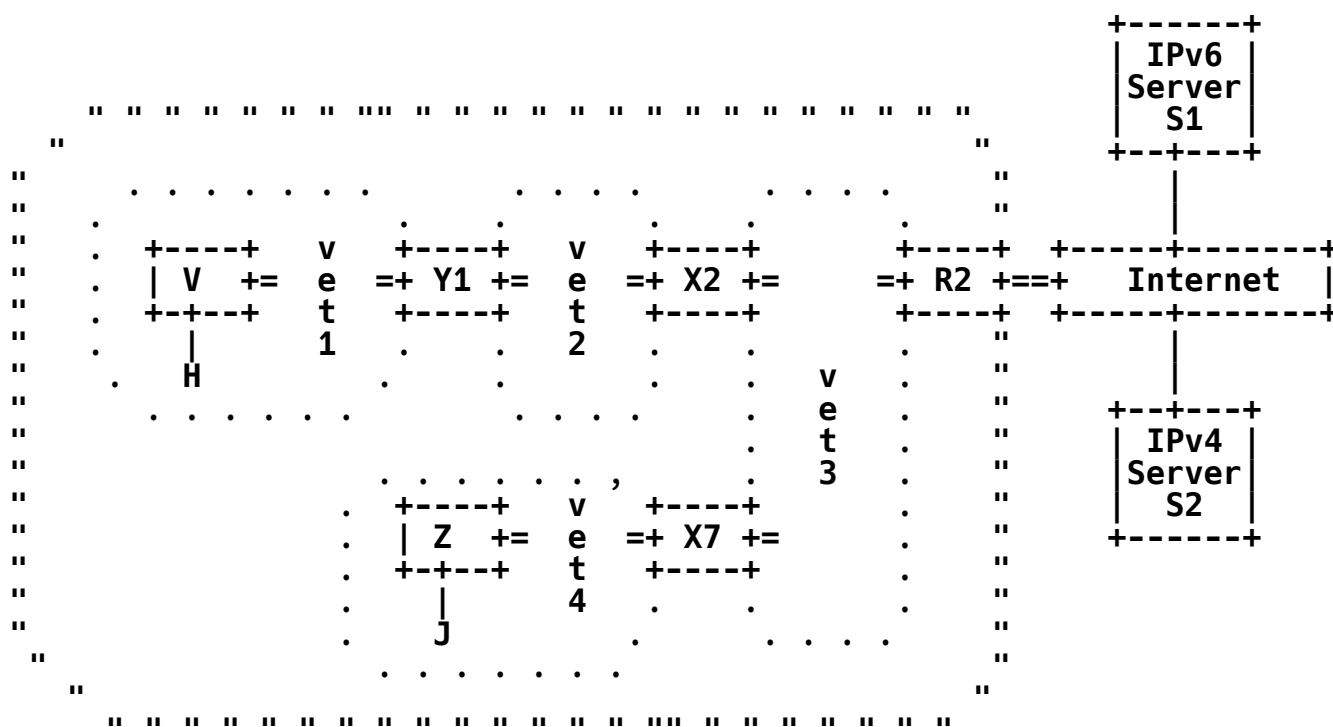 +------+
                                                         | IPv6 |
                                                         |Server|
    " " " " " " " "" " " " " " " " " " " " " " " "       |  S1  |
  "                                               "      +--+---+
"     . . . . . . .       . . . .      . . . .     "        |
"   .               .    .       .    .       .    "        |
"   .  +----+   v   +----+   v   +----+       +----+  +-----+-------+
"   .  | V  +=  e  =+ Y1 +=  e  =+ X2 +=     =+ R2 +==+   Internet  |
"   .  +-+--+   t   +----+   t   +----+       +----+  +-----+-------+
"   .    |      1   .    .   2   .    .       .    "        |
"    .   H         .     .       .    .   v   .    "        |
"      . . . . . .        . . . .     .   e   .    "     +--+---+
"                                     .   t   .    "     | IPv4 |
"                  . . . . . . ,      .   3   .    "     |Server|
"                .  +----+   v   +----+       .    "     |  S2  |
"                .  | Z  +=  e  =+ X7 +=      .    "     +------+
"                .  +-+--+   t   +----+       .    "
"                .    |      4   .    .       .    "
"                .    J         .      . . . .     "
 "                 . . . . . . .                   "
   "                                              "
     " " " " " " " " " " " " " " "" " " " " " " "